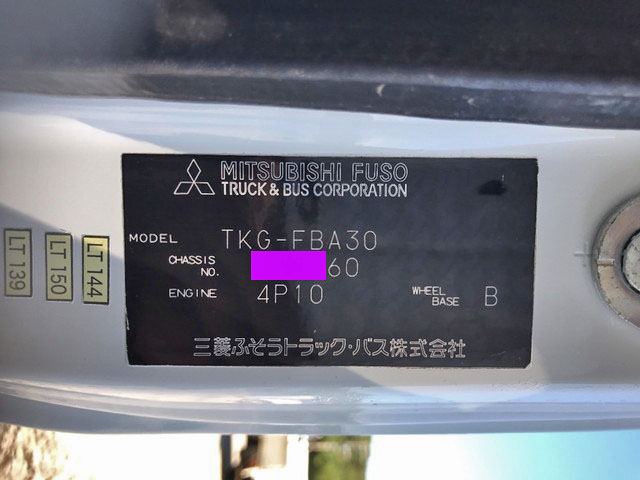 MITSUBISHI FUSO
TRUCK & BUS CORPORATION
MODEL TKG-FBA30
CHASSIS NO. 60
ENGINE 4P10 WHEEL BASE B
三菱ふそうトラック・バス株式会社
LT 139
LT 150
LT 144